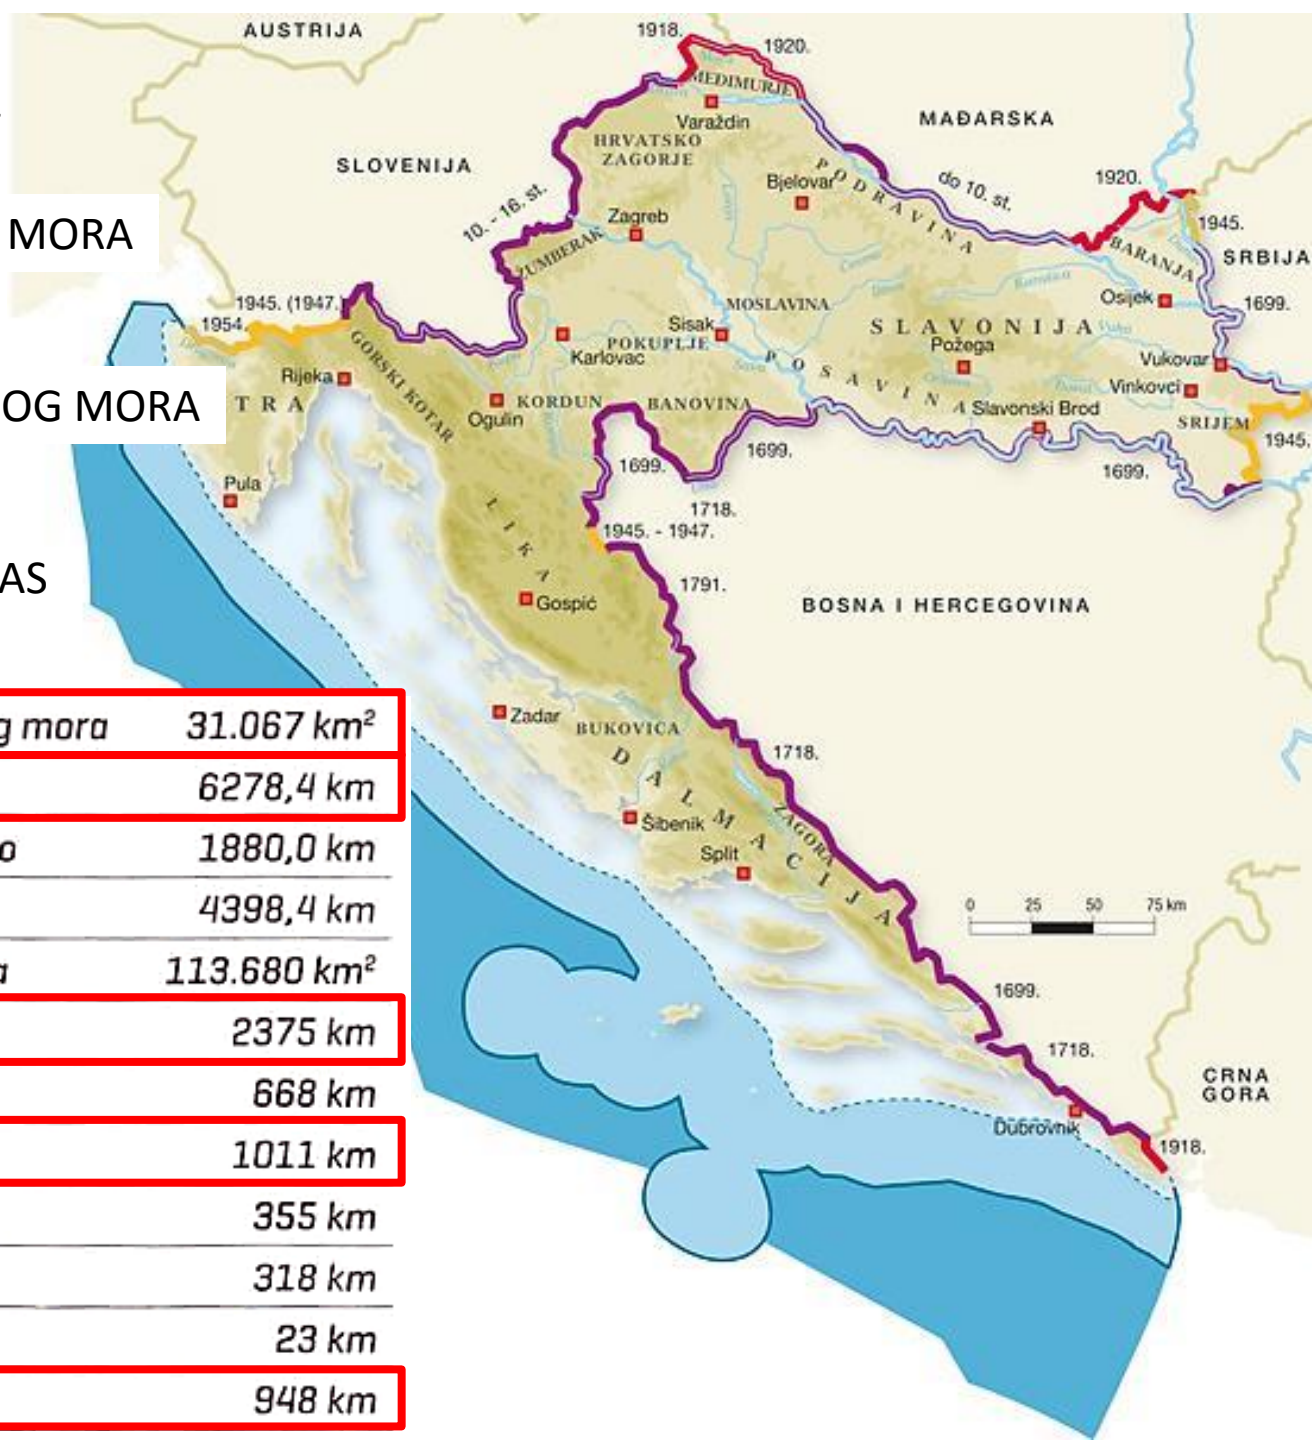 AUSTRIJA
1918.
1920.
MEĐIMURJE
Varaždin
MAĐARSKA
HRVATSKO
ZAGORJE
SLOVENIJA
PODRAVINA
Bjelovar
do 10. st.
1920.
10. - 16. st.
Zagreb
1945.
MORA
BARANJA
SRBIJA
ŽUMBERAK
1945. (1947.
MOSLAVINA
Osijek
1699.
1954.
Sisak
SLAVONIJA
POKUPLJE
Karlovac
Požega
Vukovar
GORSKI KOTAR
POSAVINA
Rijeka
Vinkovci
OG MORA
TRA
Ogulin
KORDUN
BANOVINA
Slavonski Brod
SRIJEM
1945.
1699.
1699.
1699.
Pula
1718.
LIKA
1945. - 1947.
AS
1791.
Gospić
BOSNA I HERCEGOVINA
g mora 31.067 km²
Zadar
BUKOVICA
6278,4 km
DALMACIJA
1718.
ZAGORA
Šibenik
o 1880,0 km
Split
4398,4 km
0 25 50 75 km
a 113.680 km²
1699.
2375 km
1718.
668 km
CRNA
GORA
Dubrovnik
1011 km
1918.
355 km
318 km
23 km
948 km